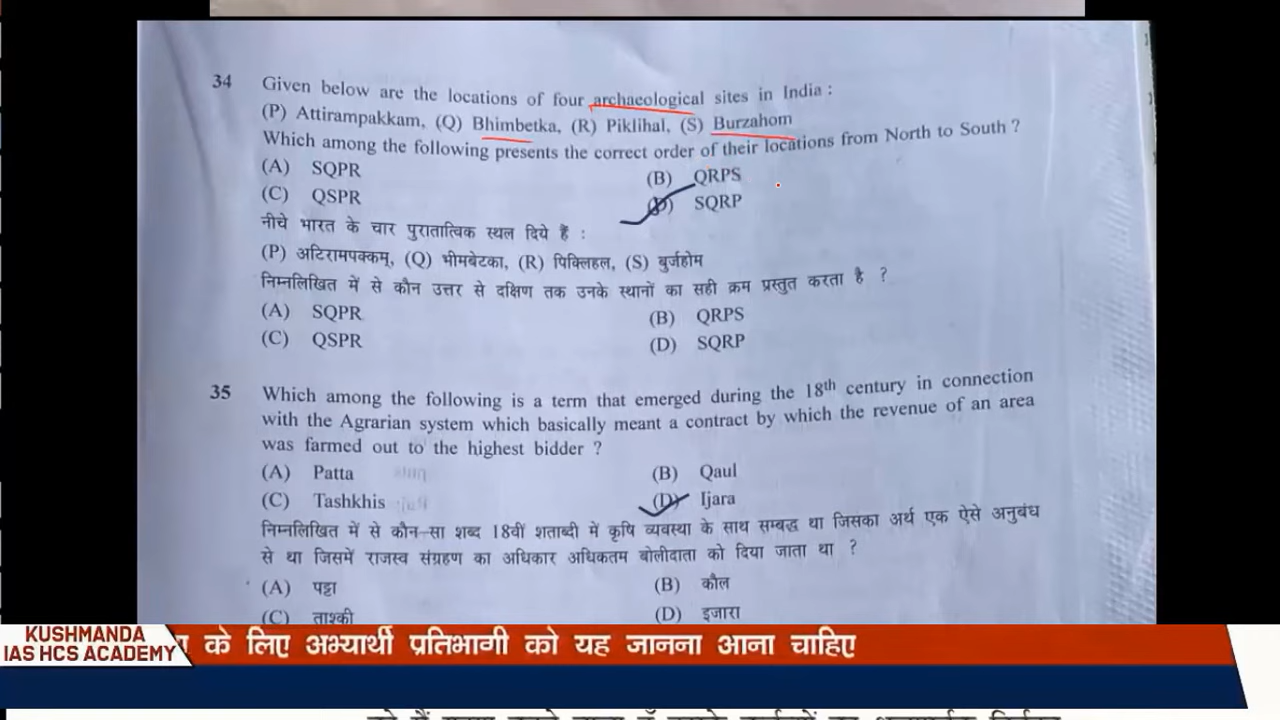 34 Given below are the locations of four archaeological sites in India :
(P) Attirampakkam, (Q) Bhimbetka, (R) Piklihal, (S) Burzahom
Which among the following presents the correct order of their locations from North to South ?
(A) SQPR (B) QRPS
(C) QSPR (D) SQRP
नीचे भारत के चार पुरातात्विक स्थल दिये हैं :
(P) अटिरामपक्कम्, (Q) भीमबेटका, (R) पिक्लिहल, (S) बुर्जहोम
निम्नलिखित में से कौन उत्तर से दक्षिण तक उनके स्थानों का सही क्रम प्रस्तुत करता है ?
(A) SQPR (B) QRPS
(C) QSPR (D) SQRP
35 Which among the following is a term that emerged during the 18th century in connection
with the Agrarian system which basically meant a contract by which the revenue of an area
was farmed out to the highest bidder ?
(A) Patta (B) Qaul
(C) Tashkhis (D) Ijara
निम्नलिखित में से कौन-सा शब्द 18वीं शताब्दी में कृषि व्यवस्था के साथ सम्बद्ध था जिसका अर्थ एक ऐसे अनुबंध
से था जिसमें राजस्व संग्रहण का अधिकार अधिकतम बोलीदाता को दिया जाता था ?
(A) पट्टा (B) कौल
(C) ताश्की (D) इजारा
KUSHMANDA
IAS HCS ACADEMY
के लिए अभ्यार्थी प्रतिभागी को यह जानना आना चाहिए